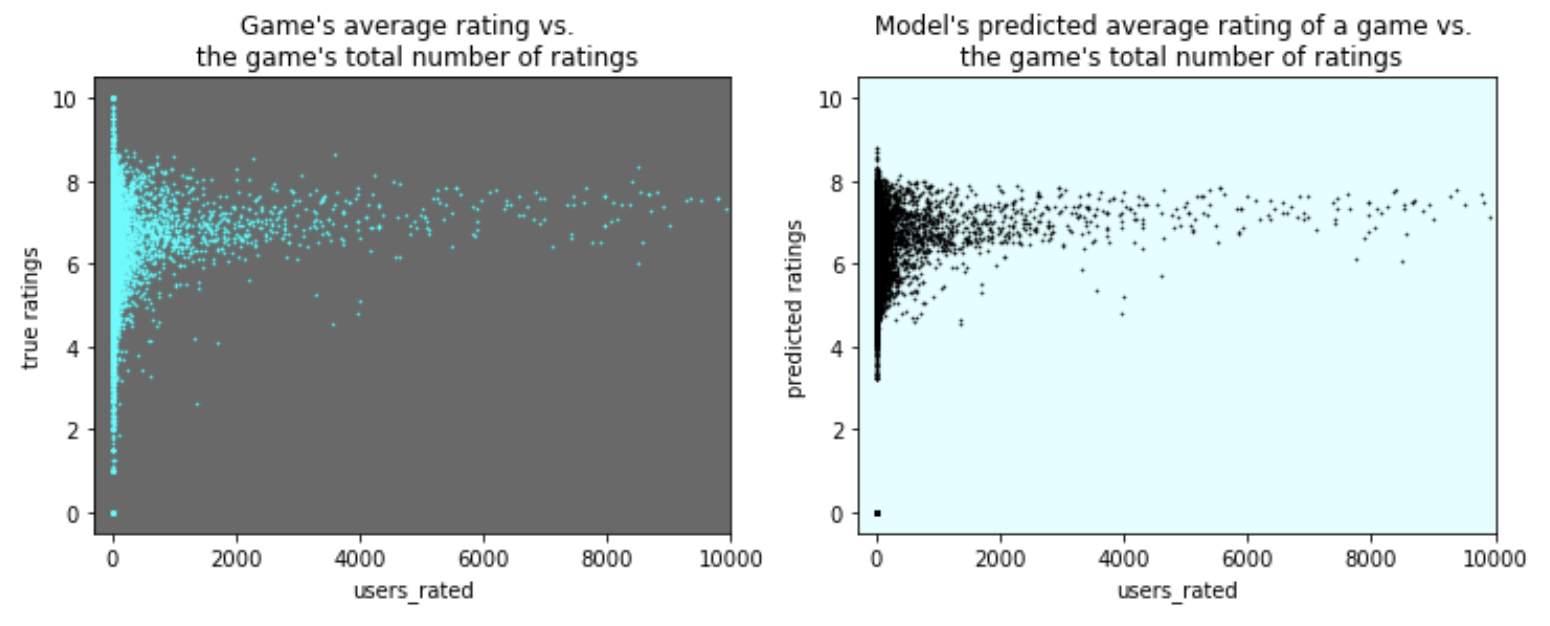 Game's average rating vs.
the game's total number of ratings
true ratings
10
8
6
4
2
0
0 2000 4000 6000 8000 10000
users_rated
Model's predicted average rating of a game vs.
the game's total number of ratings
predicted ratings
10
8
6
4
2
0
0 2000 4000 6000 8000 10000
users_rated